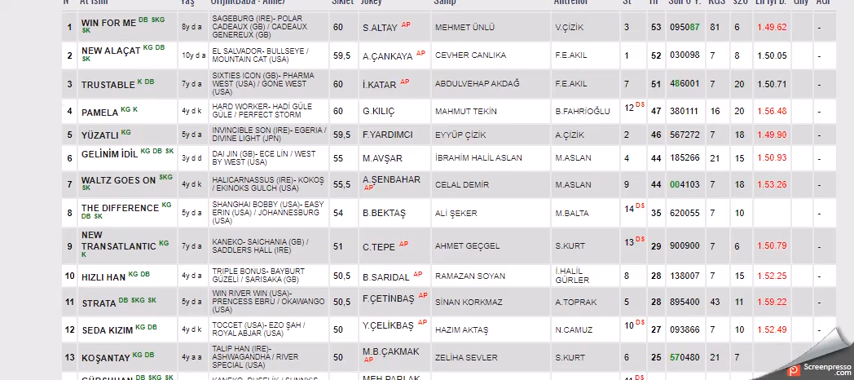 N At İsmi Yaş Orijin(Baba - Anne) Sıklet Jokey Sahip Antrenör St Hn Son 6 Y. KGS s20 En İyi D. Gny Agf
1 WIN FOR ME DB $KG $K 8y d a SAGEBURG (IRE)- POLAR CADEAUX (GB) / CADEAUX GENEREUX (GB) 60 S.ALTAY AP MEHMET ÜNLÜ V.ÇİZİK 3 53 095087 81 6 1.49.62 -
2 NEW ALAÇAT KG DB $K 10y d a EL SALVADOR- BULLSEYE / MOUNTAIN CAT (USA) 59,5 A.ÇANKAYA AP CEVHER CANLIKA F.E.AKIL 1 52 030098 7 8 1.50.05 -
3 TRUSTABLE K DB 7y d a SIXTIES ICON (GB)- PHARMA WEST (USA) / GONE WEST (USA) 60 İ.KATAR AP ABDULVEHAP AKDAĞ F.E.AKIL 7 51 486001 7 20 1.50.71 -
4 PAMELA KG K 4y d k HARD WORKER- HADİ GÜLE GÜLE / PERFECT STORM 60 G.KILIÇ MAHMUT TEKİN B.FAHRİOĞLU 12 DS 47 380111 16 20 1.56.48 -
5 YÜZATLI KG 5y d a INVINCIBLE SON (IRE)- EGERIA / DIVINE LIGHT (JPN) 59,5 F.YARDIMCI EYYÜP ÇİZİK A.ÇİZİK 2 46 567272 7 18 1.49.90 -
6 GELİNİM İDİL KG DB $K 3y d d DAI JIN (GB)- ECE LİN / WEST BY WEST (USA) 55 M.AVŞAR İBRAHİM HALİL ASLAN M.ASLAN 4 44 185266 21 15 1.50.93 -
7 WALTZ GOES ON $KG $K 4y d k HALICARNASSUS (IRE)- KOKOŞ / EKINOKS GULCH (USA) 55,5 A.ŞENBAHAR AP CELAL DEMİR M.ASLAN 9 44 004103 7 18 1.53.26 -
8 THE DIFFERENCE KG DB $K 5y d a SHANGHAI BOBBY (USA)- EASY ERIN (USA) / JOHANNESBURG (USA) 54 B.BEKTAŞ ALİ ŞEKER M.BALTA 14 DS 35 620055 7 10 -
9 NEW TRANSATLANTIC KG K 7y d a KANEKO- SAICHANIA (GB) / SADDLERS HALL (IRE) 51 C.TEPE AP AHMET GEÇGEL S.KURT 13 DS 29 900900 7 6 1.50.79 -
10 HIZLI HAN KG DB 4y d a TRIPLE BONUS- BAYBURT GÜZELİ / SARISAKA (GB) 50,5 B.SARIDAL AP RAMAZAN SOYAN İ.HALİL GÜRLER 8 28 138007 7 15 1.52.25 -
11 STRATA DB $KG $K 5y d a WIN RIVER WIN (USA)- PRENCESS EBRU / OKAWANGO (USA) 50,5 F.ÇETİNBAŞ AP SİNAN KORKMAZ A.TOPRAK 5 28 895400 43 11 1.59.22 -
12 SEDA KIZIM KG DB 4y d k TOCCET (USA)- EZO ŞAH / ROYAL ABJAR (USA) 50 Y.ÇELİKBAŞ AP HAZIM AKTAŞ N.CAMUZ 10 DS 27 093866 7 10 1.52.49 -
13 KOŞANTAY KG DB 4y a a TALIP HAN (IRE)- ASHWAGANDHA / RIVER SPECIAL (USA) 50 M.B.ÇAKMAK AP ZELİHA SEVLER S.KURT 6 25 570480 21 7 -
Screenpresso.com